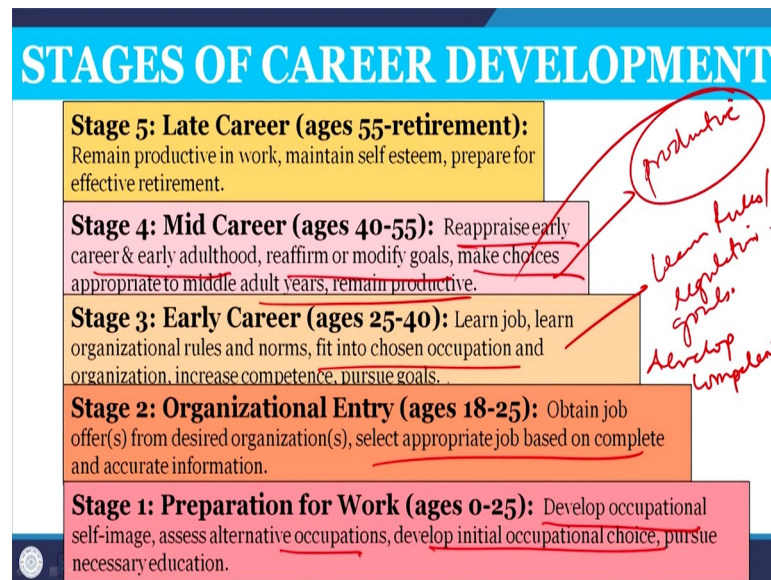 STAGES OF CAREER DEVELOPMENT
Stage 5: Late Career (ages 55-retirement):
Remain productive in work, maintain self esteem, prepare for
effective retirement.
productive
Stage 4: Mid Career (ages 40-55): Reappraise early
career & early adulthood, reaffirm or modify goals, make choices
appropriate to middle adult years, remain productive.
Learn Rules/
regulation
goals.
Develop
Stage 3: Early Career (ages 25-40): Learn job, learn
organizational rules and norms, fit into chosen occupation and
organization, increase competence, pursue goals.
Stage 2: Organizational Entry (ages 18-25): Obtain job
offer(s) from desired organization(s), select appropriate job based on complete
and accurate information.
Stage 1: Preparation for Work (ages 0-25): Develop occupational
self-image, assess alternative occupations, develop initial occupational choice, pursue
necessary education.